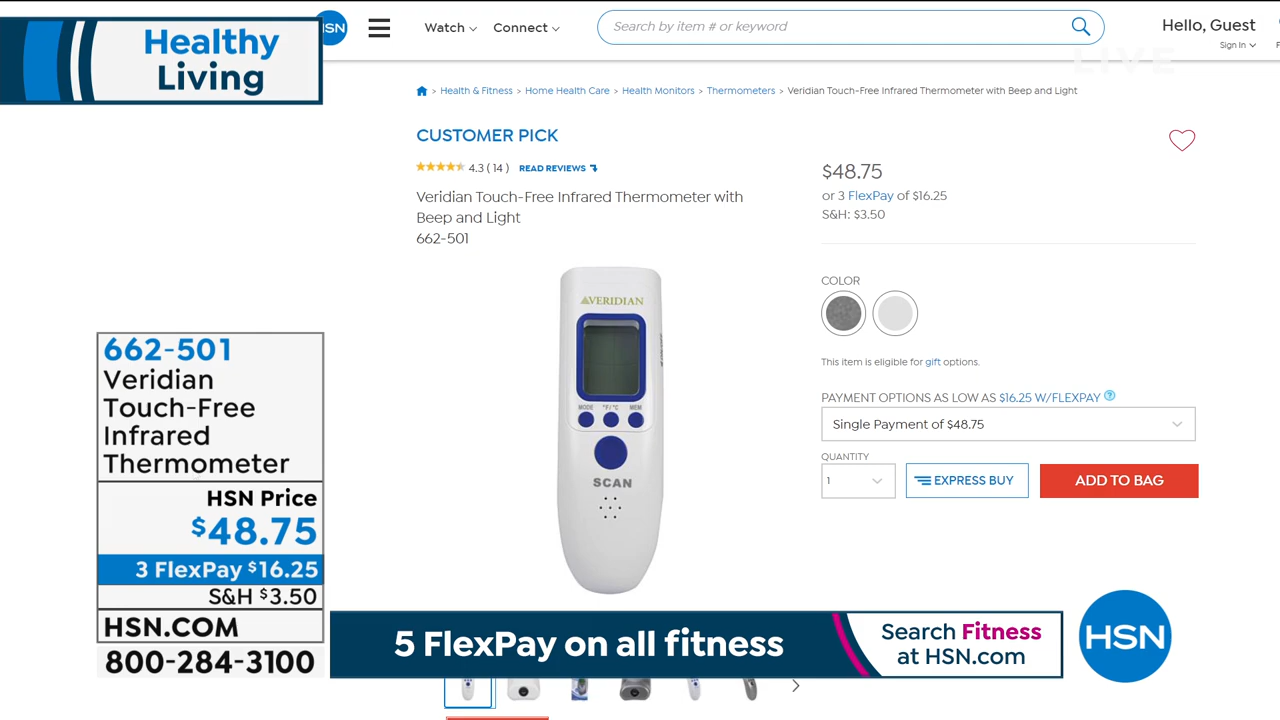 Healthy
Living
HSN
Watch
Connect
Search by item # or keyword
Hello, Guest
Sign In
LIVE
> Health & Fitness > Home Health Care > Health Monitors > Thermometers > Veridian Touch-Free Infrared Thermometer with Beep and Light
CUSTOMER PICK
4.3 ( 14 ) READ REVIEWS
Veridian Touch-Free Infrared Thermometer with
Beep and Light
662-501
$48.75
or 3 FlexPay of $16.25
S&H: $3.50
VERIDIAN
MODE °F/°C MEM
SCAN
COLOR
This item is eligible for gift options.
PAYMENT OPTIONS AS LOW AS $16.25 W/FLEXPAY ?
Single Payment of $48.75
QUANTITY
1
EXPRESS BUY
ADD TO BAG
662-501
Veridian
Touch-Free
Infrared
Thermometer
HSN Price
$48.75
3 FlexPay $16.25
S&H $3.50
HSN.COM
800-284-3100
5 FlexPay on all fitness
Search Fitness
at HSN.com
HSN